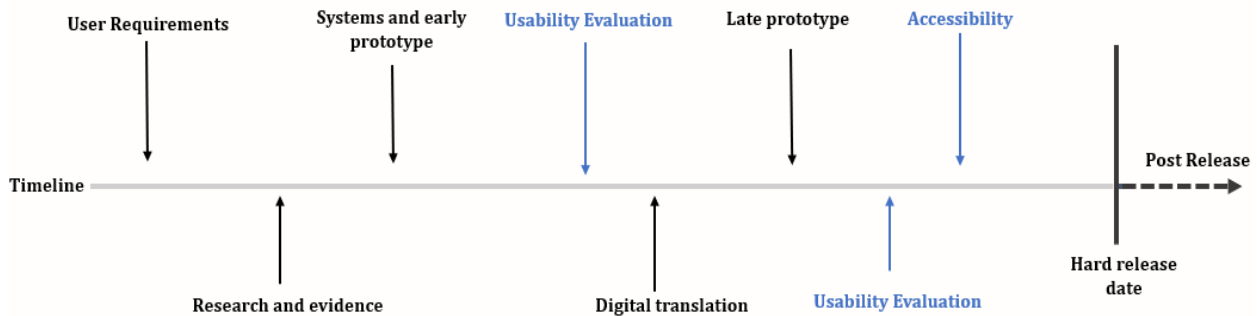 User Requirements
Systems and early
prototype
Usability Evaluation
Late prototype
Accessibility
Post Release
Timeline
Research and evidence
Digital translation
Usability Evaluation
Hard release
date